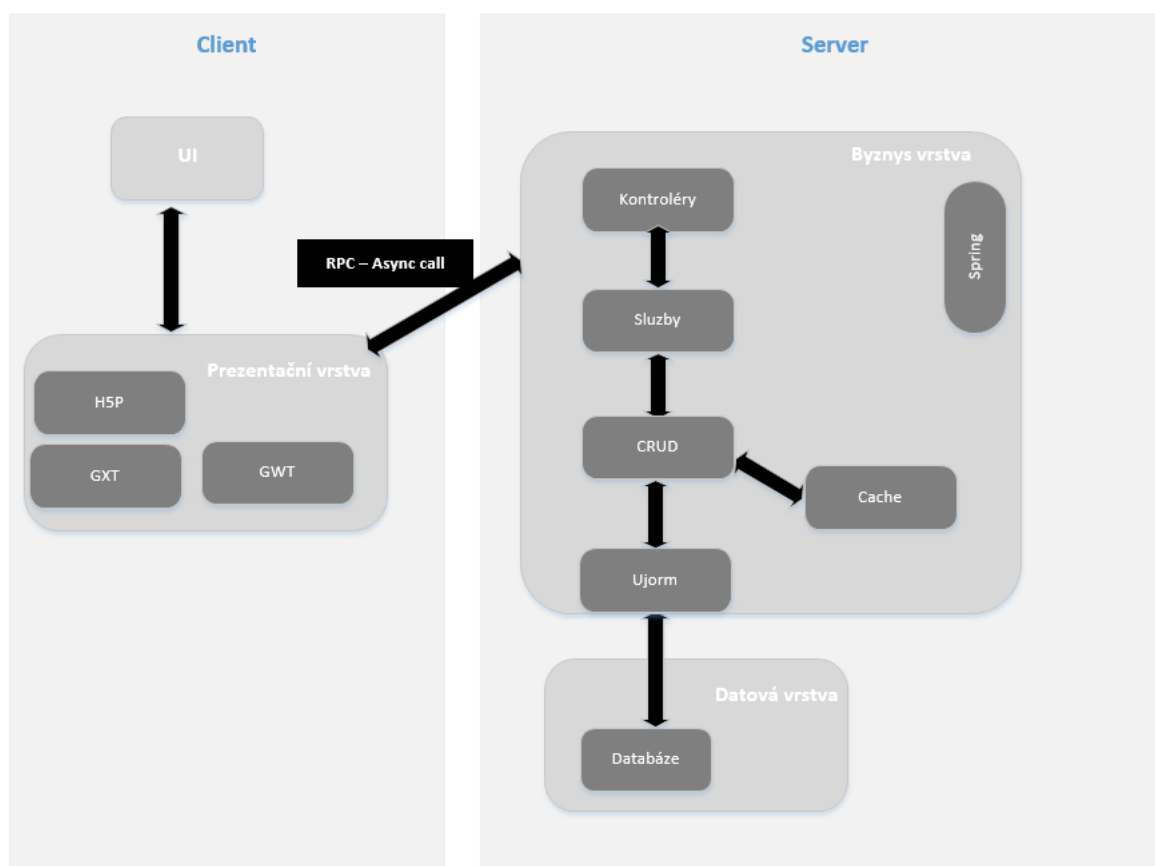 Client
Server
UI
Byznys vrstva
Kontroléry
Spring
RPC – Async call
Sluzby
Prezentační vrstva
H5P
GXT
GWT
CRUD
Cache
Ujorm
Datová vrstva
Databáze